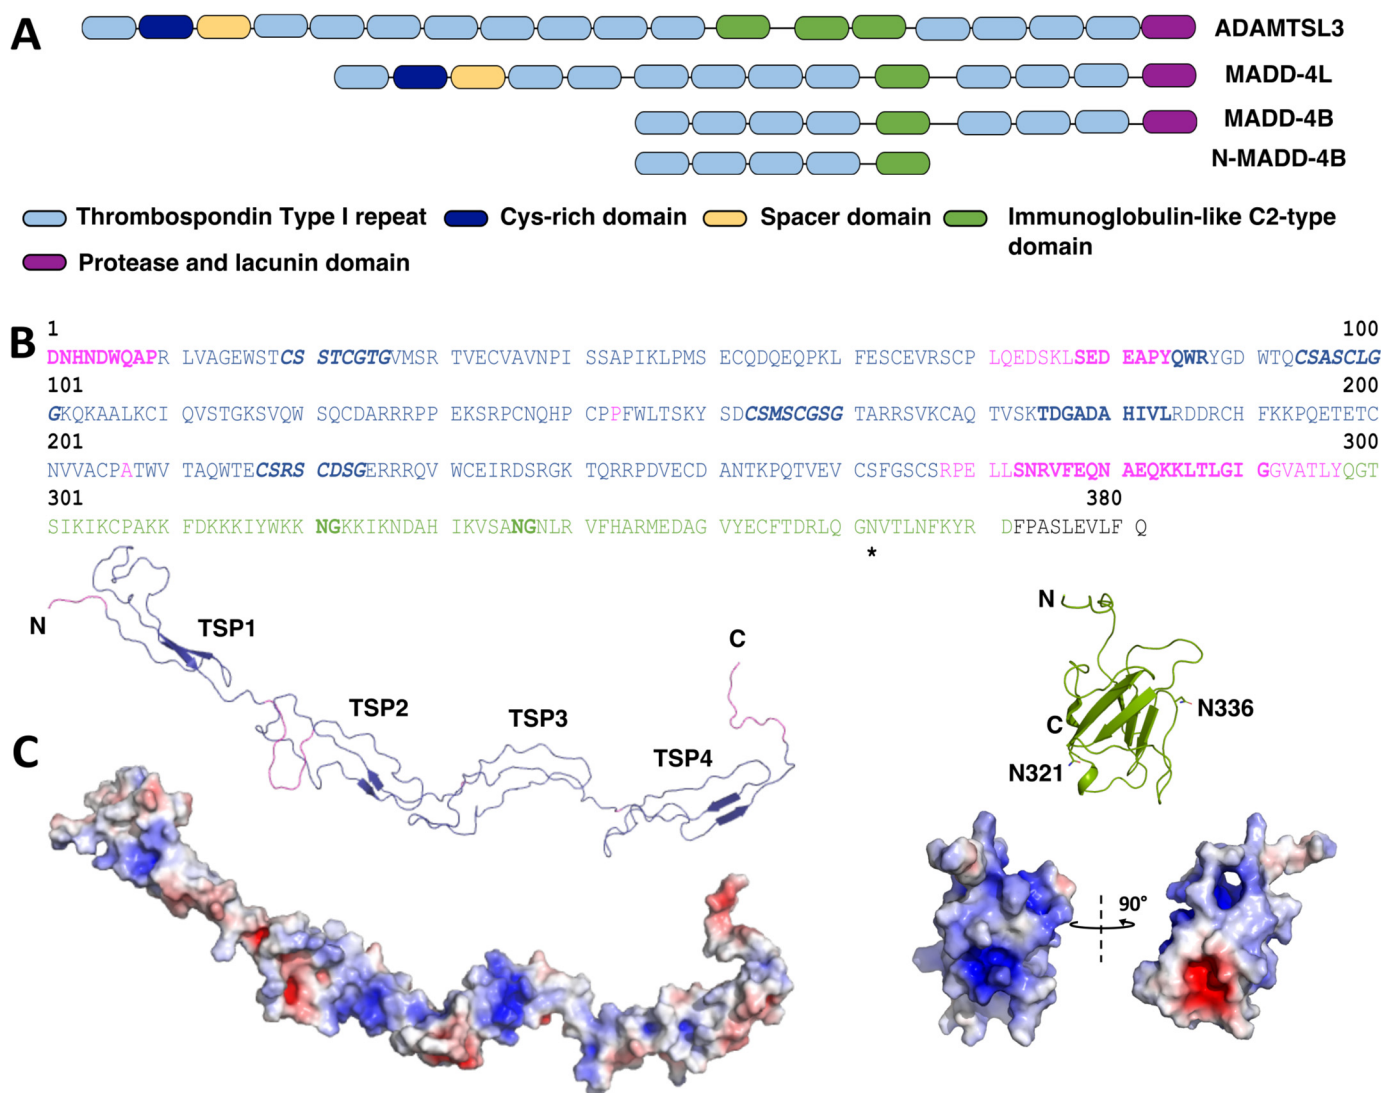 A
ADAMTSL3
MADD-4L
MADD-4B
N-MADD-4B
Thrombospondin Type I repeat
Cys-rich domain
Spacer domain
Immunoglobulin-like C2-type
domain
Protease and lacunin domain
B
1 100
DNHNDWQAPR LVAGEWSTCS STCGTGVMSR TVECVAVNPI SSAPIKLPMS ECQDQEQPKL FESCEVRSCP LQEDSKLSED EAPYQWRYGD WTQCSASCLG
101 200
GKQKAALKCI QVSTGKSVQW SQCDARRRPP EKSRPCNQHP CPPFWLTSKY SDCSMSCGSG TARRSVKCAQ TVSKTDGADA HIVLRDDRCH FKKPQETETC
201 300
NVVACPATWV TAQWTECSRS CDSGERRRQV WCEIRDSRGK TQRRPDVECD ANTKPQTVEV CSFGSCSRPE LLSNRVFEQN AEQKKLTLGI GGVATLYQGT
301 380
SIKIKCPAKK FDKKKIYWKK NGKKIKNDAH IKVSANGNLR VFHARMEDAG VYECFTDRLQ GNVTLNFKYR DFPASLEVLF Q
*
N
TSP1
TSP2
TSP3
TSP4
C
N
C
N336
N321
C
90°